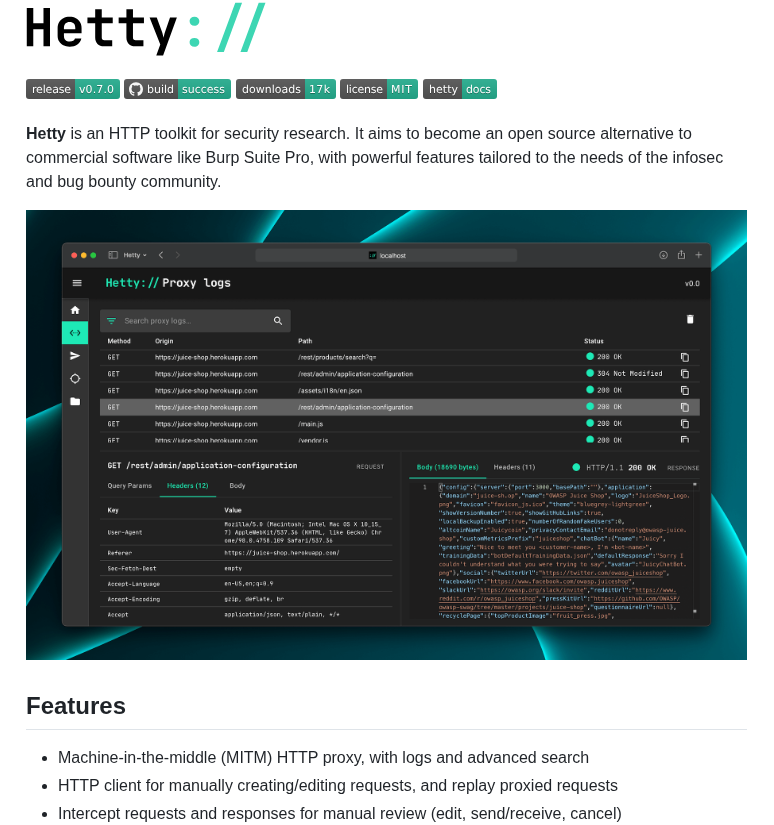 Hetty://
release v0.7.0 build success downloads 17k license MIT hetty docs
Hetty is an HTTP toolkit for security research. It aims to become an open source alternative to
commercial software like Burp Suite Pro, with powerful features tailored to the needs of the infosec
and bug bounty community.
Hetty
localhost
Hetty:// Proxy logs
v0.0
Search proxy logs…
Method Origin Path Status
GET https://juice-shop.herokuapp.com /rest/products/search?q= 200 OK
GET https://juice-shop.herokuapp.com /rest/admin/application-configuration 304 Not Modified
GET https://juice-shop.herokuapp.com /assets/i18n/en.json 200 OK
GET https://juice-shop.herokuapp.com /rest/admin/application-configuration 200 OK
GET https://juice-shop.herokuapp.com /main.js 200 OK
GET https://juice-shop.herokuapp.com /vendor.js 200 OK
GET /rest/admin/application-configuration REQUEST
Query Params Headers (12) Body
Key Value
User-Agent
Mozilla/5.0 (Macintosh; Intel Mac OS X 10_15_
7) AppleWebKit/537.36 (KHTML, like Gecko) Chr
ome/98.0.4758.109 Safari/537.36
Referer https://juice-shop.herokuapp.com/
Sec-Fetch-Dest empty
Accept-Language en-US,en;q=0.9
Accept-Encoding gzip, deflate, br
Accept application/json, text/plain, */*
Body (18690 bytes) Headers (11) HTTP/1.1 200 OK RESPONSE
1 {"config":{"server":{"port":3000,"basePath":""},"application":
{"domain":"juice-sh.op","name":"OWASP Juice Shop","logo":"JuiceShop_Logo.
png","favicon":"favicon_js.ico","theme":"bluegrey-lightgreen",
"showVersionNumber":true,"showGitHubLinks":true,
"localBackupEnabled":true,"numberOfRandomFakeUsers":0,
"altcoinName":"Juicycoin","privacyContactEmail":"donotreply@owasp-juice.
shop","customMetricsPrefix":"juiceshop","chatBot":{"name":"Juicy",
"greeting":"Nice to meet you <customer-name>, I'm <bot-name>",
"trainingData":"botDefaultTrainingData.json","defaultResponse":"Sorry I
couldn't understand what you were trying to say","avatar":"JuicyChatBot.
png"},"social":{"twitterUrl":"https://twitter.com/owasp_juiceshop",
"facebookUrl":"https://www.facebook.com/owasp.juiceshop",
"slackUrl":"https://owasp.org/slack/invite","redditUrl":"https://www.
reddit.com/r/owasp_juiceshop","pressKitUrl":"https://github.com/OWASP/
owasp-swag/tree/master/projects/juice-shop","questionnaireUrl":null},
"recyclePage":{"topProductImage":"fruit_press.jpg",
Features
Machine-in-the-middle (MITM) HTTP proxy, with logs and advanced search
HTTP client for manually creating/editing requests, and replay proxied requests
Intercept requests and responses for manual review (edit, send/receive, cancel)